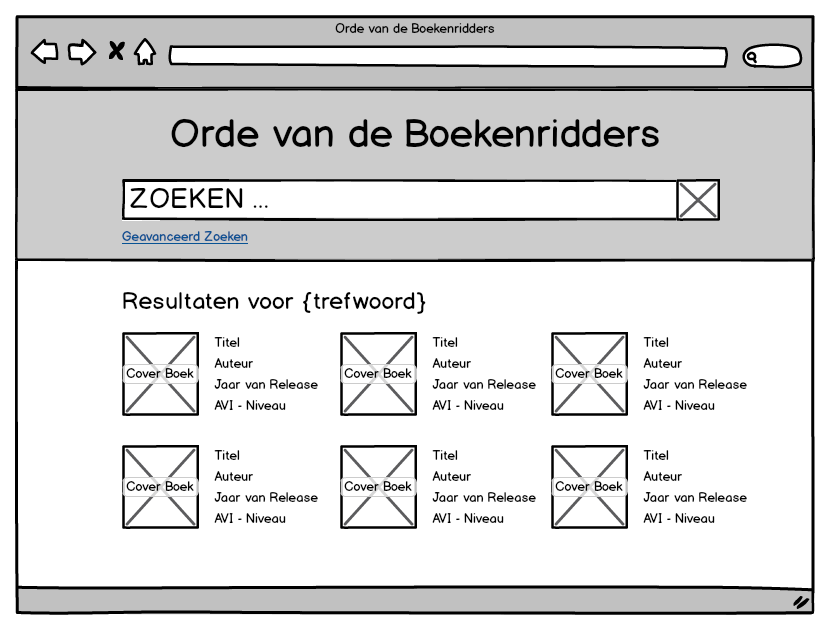 Orde van de Boekenridders
Orde van de Boekenridders
ZOEKEN ...
Geavanceerd Zoeken
Resultaten voor {trefwoord}
Cover Boek
Titel
Auteur
Jaar van Release
AVI - Niveau
Cover Boek
Titel
Auteur
Jaar van Release
AVI - Niveau
Cover Boek
Titel
Auteur
Jaar van Release
AVI - Niveau
Cover Boek
Titel
Auteur
Jaar van Release
AVI - Niveau
Cover Boek
Titel
Auteur
Jaar van Release
AVI - Niveau
Cover Boek
Titel
Auteur
Jaar van Release
AVI - Niveau